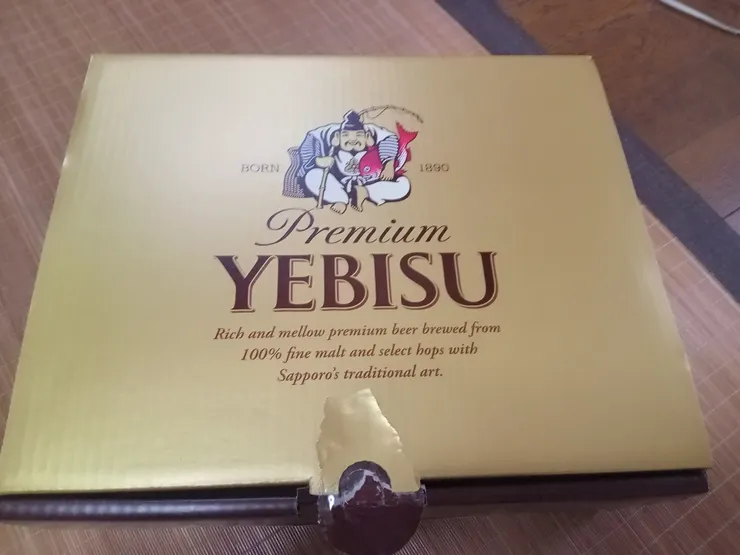 BORN 1890
Premium
YEBISU
Rich and mellow premium beer brewed from
100% fine malt and select hops with
Sapporo's traditional art.